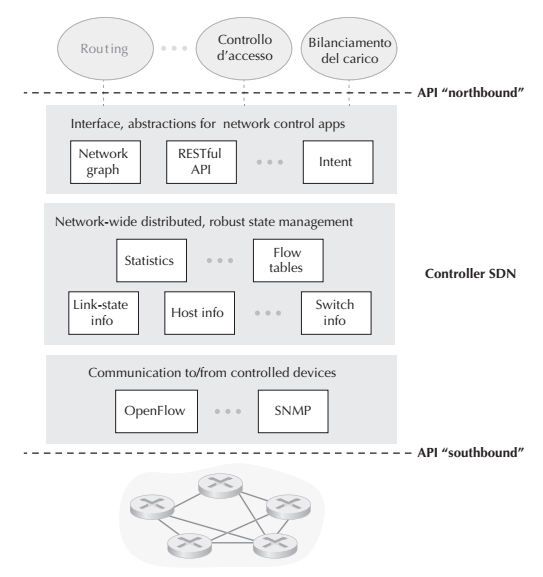 Routing
Controllo
d'accesso
Bilanciamento
del carico
API "northbound"
Interface, abstractions for network control apps
Network
graph
RESTful
API
Intent
Network-wide distributed, robust state management
Statistics
Flow
tables
Controller SDN
Link-state
info
Host info
Switch
info
Communication to/from controlled devices
OpenFlow
SNMP
API "southbound"